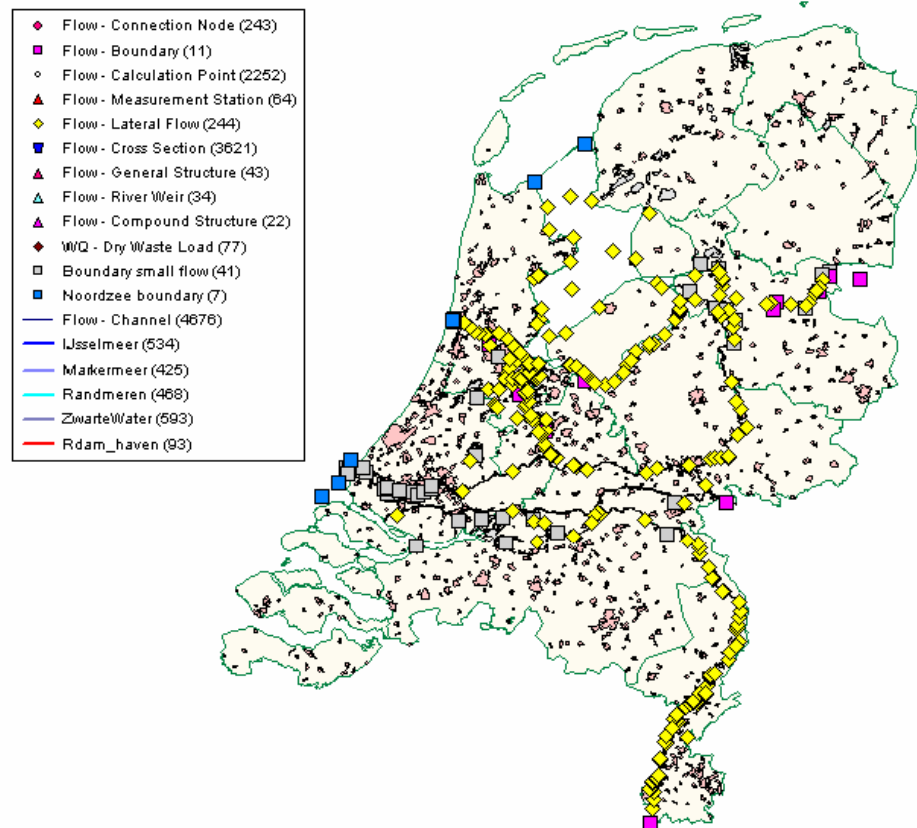 Flow - Connection Node (243)
Flow - Boundary (11)
Flow - Calculation Point (2252)
Flow - Measurement Station (64)
Flow - Lateral Flow (244)
Flow - Cross Section (3621)
Flow - General Structure (43)
Flow - River Weir (34)
Flow - Compound Structure (22)
WQ - Dry Waste Load (77)
Boundary small flow (41)
Noordzee boundary (7)
Flow - Channel (4676)
IJsselmeer (534)
Markermeer (425)
Randmeren (468)
ZwarteWater (593)
Rdam_haven (93)